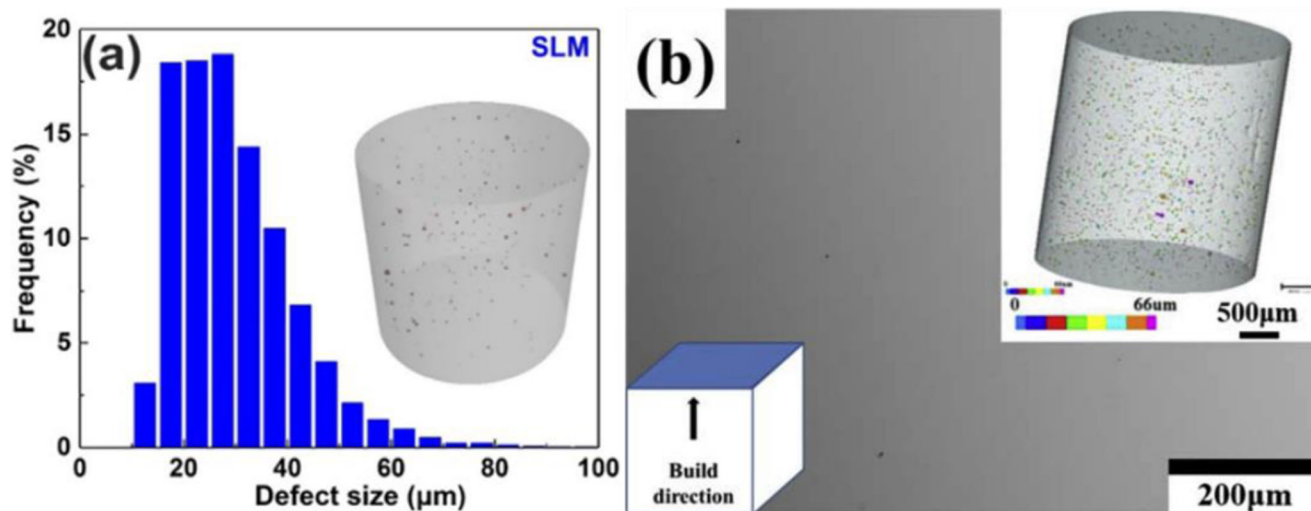 (a)
SLM
Frequency (%)
20
15
10
5
0
0 20 40 60 80 100
Defect size (μm)
(b)
0
66um
500μm
Build
direction
200μm